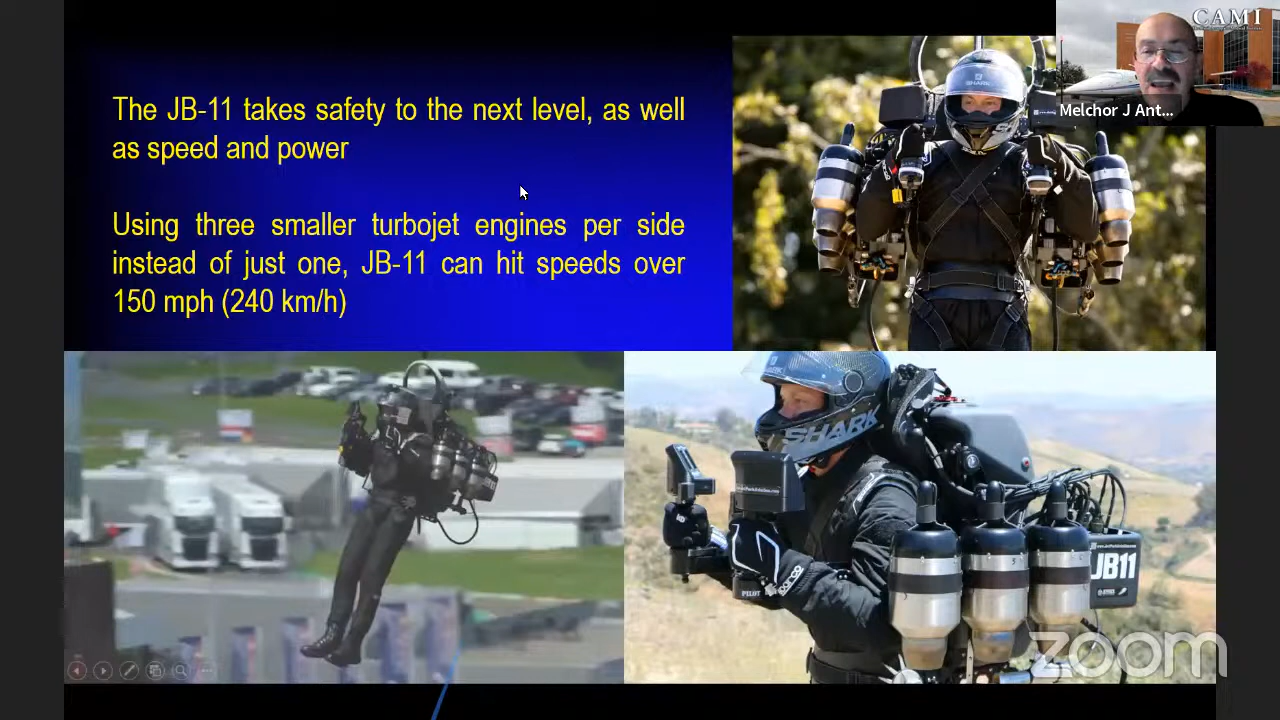 The JB-11 takes safety to the next level, as well
as speed and power
Using three smaller turbojet engines per side
instead of just one, JB-11 can hit speeds over
150 mph (240 km/h)
CAMI
Melchor J Ant...
SHARK
SHARK
JB11
PILOT
sparco
zoom